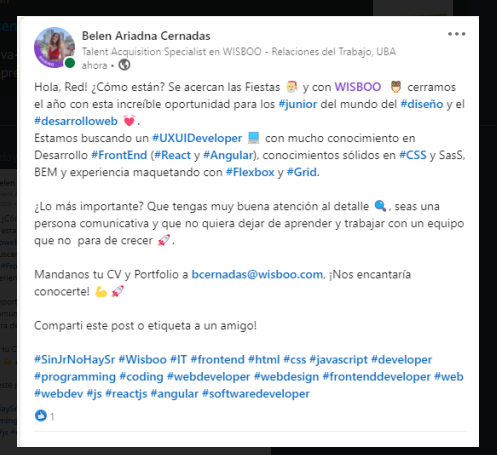 Belen Ariadna Cernadas
Talent Acquisition Specialist en WISBOO - Relaciones del Trabajo, UBA
ahora •
Hola, Red! ¿Cómo están? Se acercan las Fiestas 🎅 y con WISBOO 🦉 cerramos
el año con esta increíble oportunidad para los #junior del mundo del #diseño y el
#desarrolloweb 💓.
Estamos buscando un #UXUIDeveloper 💻 con mucho conocimiento en
Desarrollo #FrontEnd (#React y #Angular), conocimientos sólidos en #CSS y SasS,
BEM y experiencia maquetando con #Flexbox y #Grid.
¿Lo más importante? Que tengas muy buena atención al detalle 🔍, seas una
persona comunicativa y que no quiera dejar de aprender y trabajar con un equipo
que no para de crecer 🚀.
Mandanos tu CV y Portfolio a bcernadas@wisboo.com, ¡Nos encantaría
conocerte! 💪🚀
Comparti este post o etiqueta a un amigo!
#SinJrNoHaySr #Wisboo #IT #frontend #html #css #javascript #developer
#programming #coding #webdeveloper #webdesign #frontenddeveloper #web
#webdev #js #reactjs #angular #softwaredeveloper
1